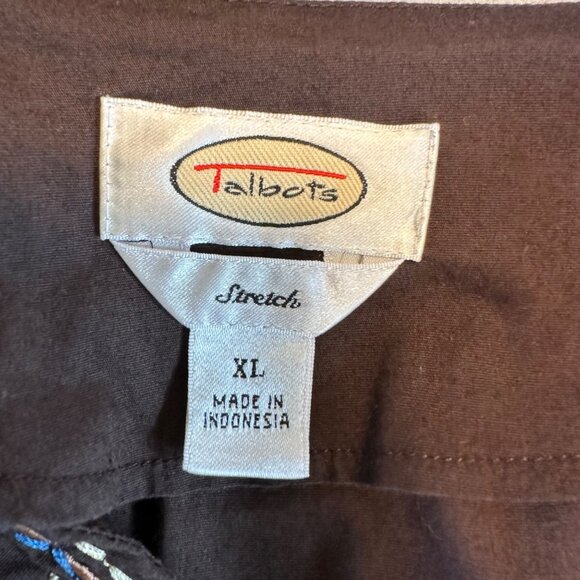 Talbots
Stretch
XL
MADE IN
INDONESIA